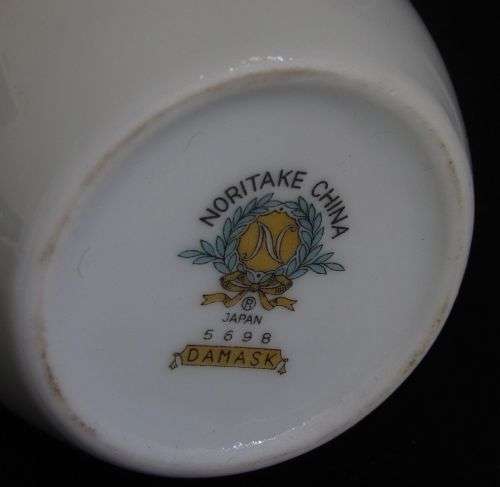 NORITAKE CHINA
N
®
JAPAN
5698
DAMASK